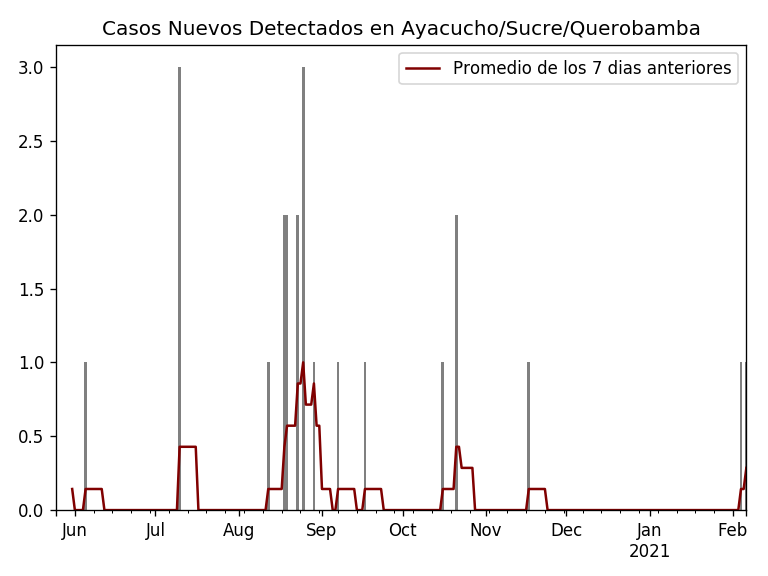 Casos Nuevos Detectados en Ayacucho/Sucre/Querobamba
Promedio de los 7 dias anteriores
3.0
2.5
2.0
1.5
1.0
0.5
0.0
Jun Jul Aug Sep Oct Nov Dec Jan Feb
2021